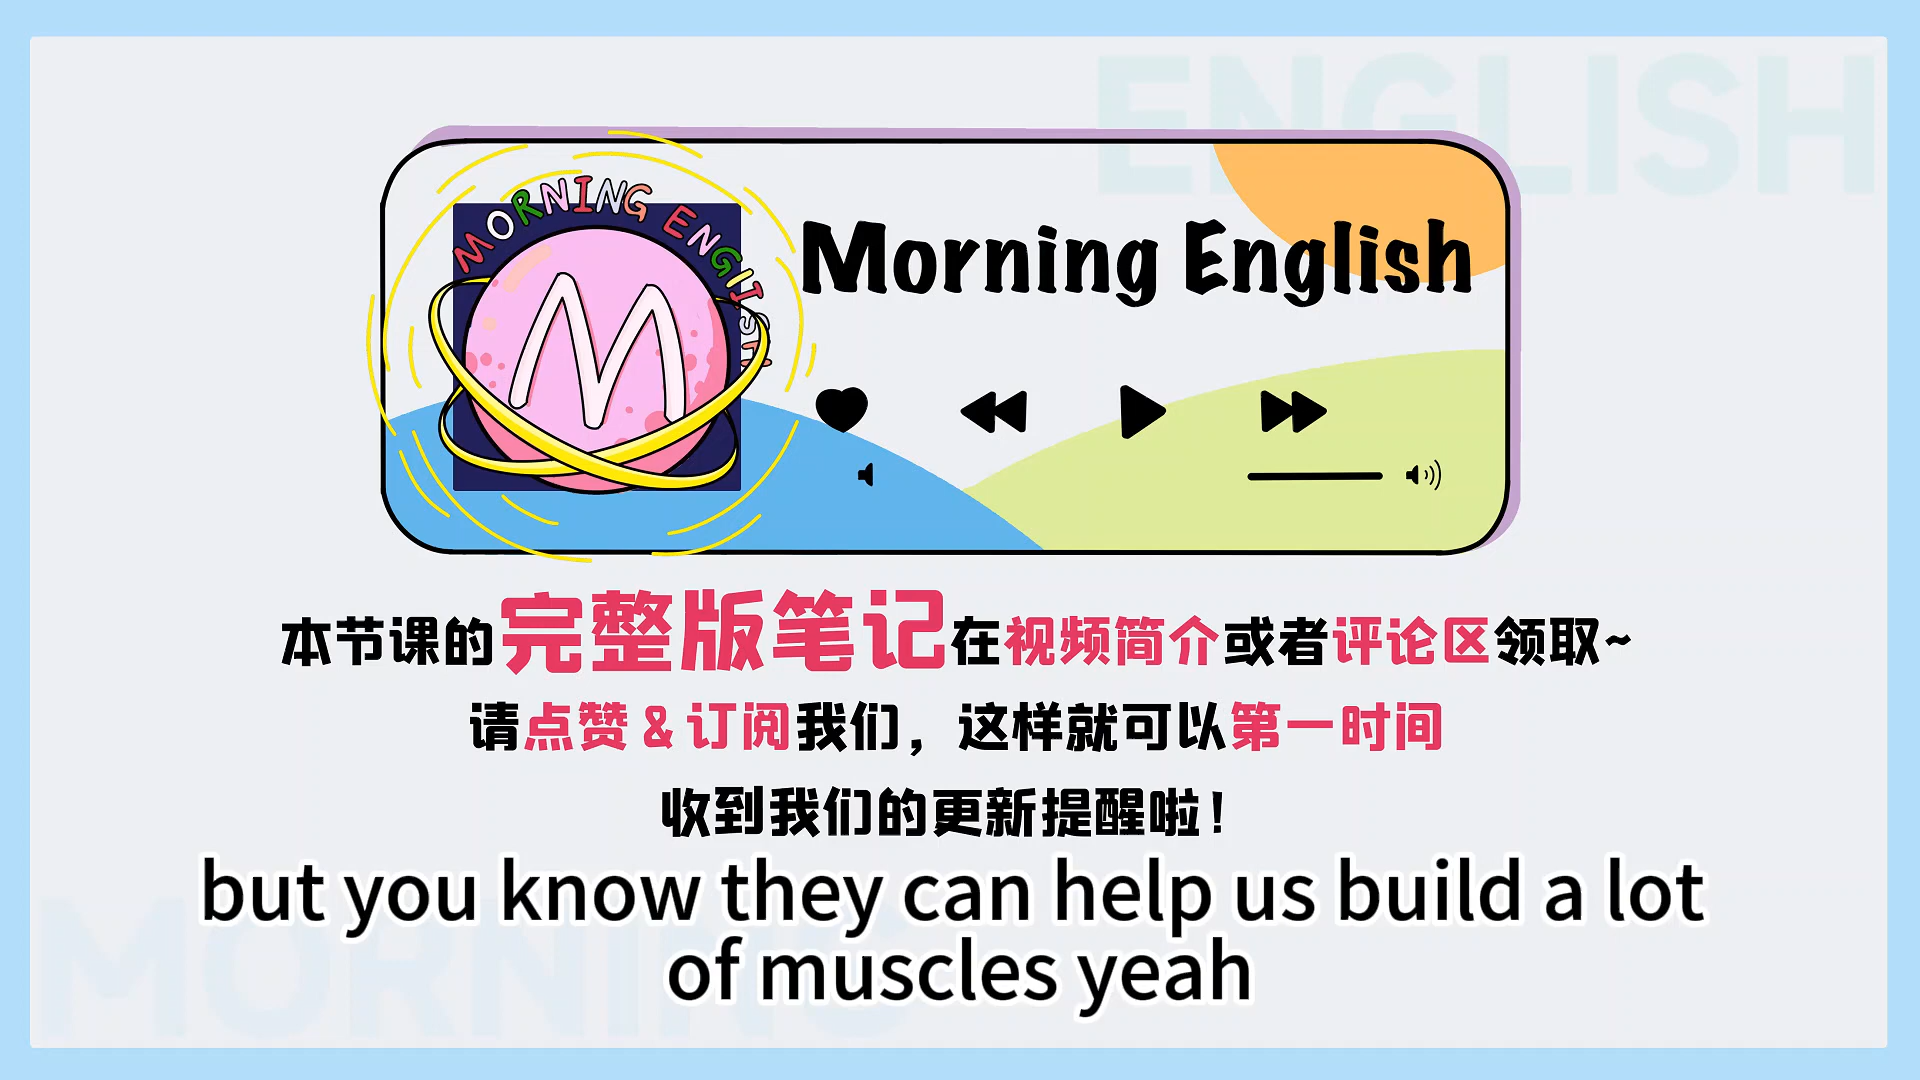 ENGLISH
MORNING ENGLISH
M
Morning English
本节课的完整版笔记在视频简介或者评论区领取~
请点赞&订阅我们，这样就可以第一时间
收到我们的更新提醒啦！
but you know they can help us build a lot
of muscles yeah
MORNING